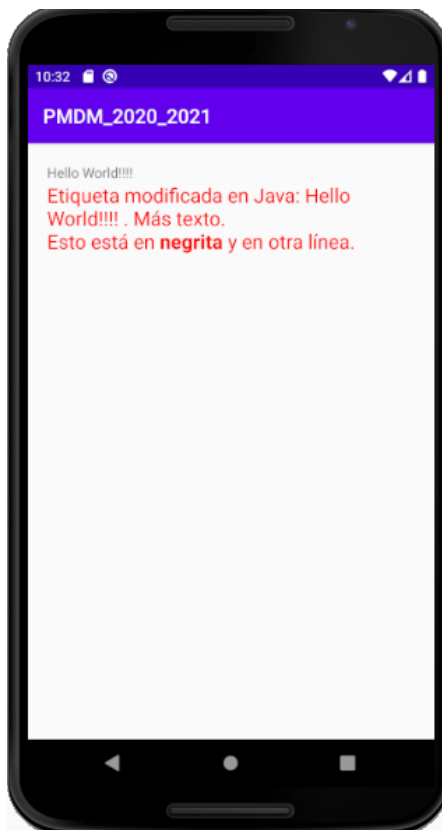 10:32
PMDM_2020_2021
Hello World!!!!
Etiqueta modificada en Java: Hello
World!!!! . Más texto.
Esto está en negrita y en otra línea.